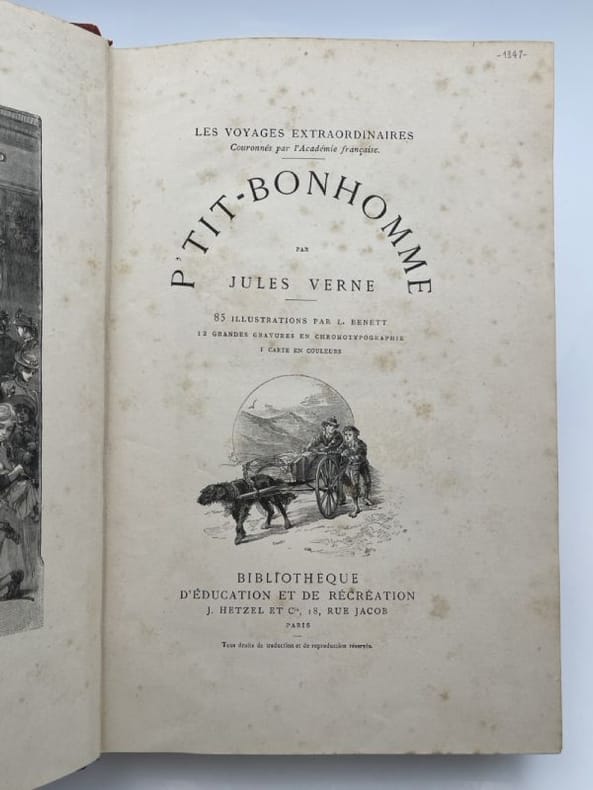 -1347-
LES VOYAGES EXTRAORDINAIRES
Couronnés par l'Académie française.
P'TIT-BONHOMME
PAR
JULES VERNE
85 ILLUSTRATIONS PAR L. BENETT
12 GRANDES GRAVURES EN CHROMOTYPOGRAPHIE
1 CARTE EN COULEURS
BIBLIOTHÈQUE
D'ÉDUCATION ET DE RÉCRÉATION
J. HETZEL ET Cie, 18, RUE JACOB
PARIS
Tous droits de traduction et de reproduction réservés.